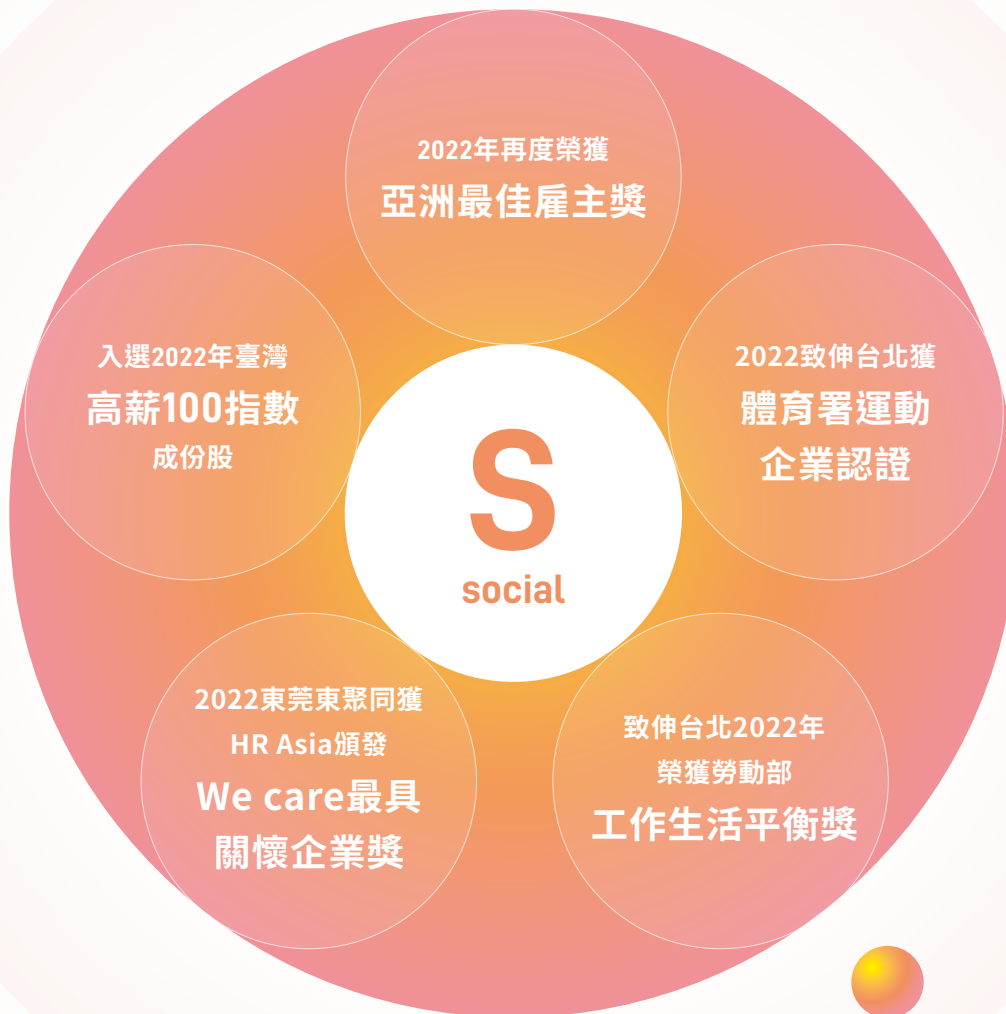 2022年再度榮獲
亞洲最佳雇主獎
入選2022年臺灣
高薪100指數
成份股
2022致伸台北獲
體育署運動
企業認證
S
social
2022東莞東聚同獲
HR Asia頒發
We care最具
關懷企業獎
致伸台北2022年
榮獲勞動部
工作生活平衡獎